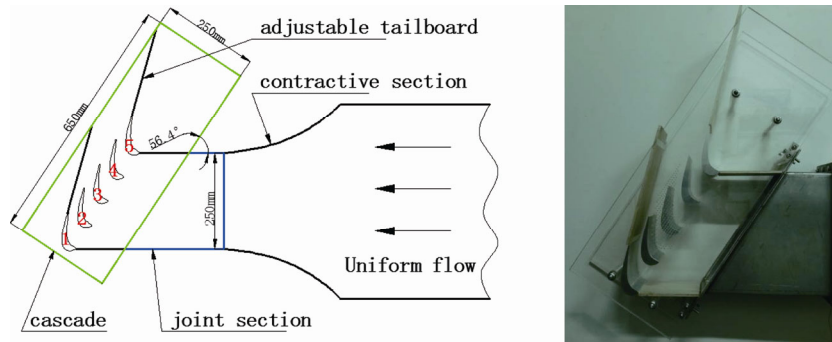 250mm
adjustable tailboard
contractive section
650mm
56.4°
5
4
3
2
1
250mm
Uniform flow
cascade
joint section